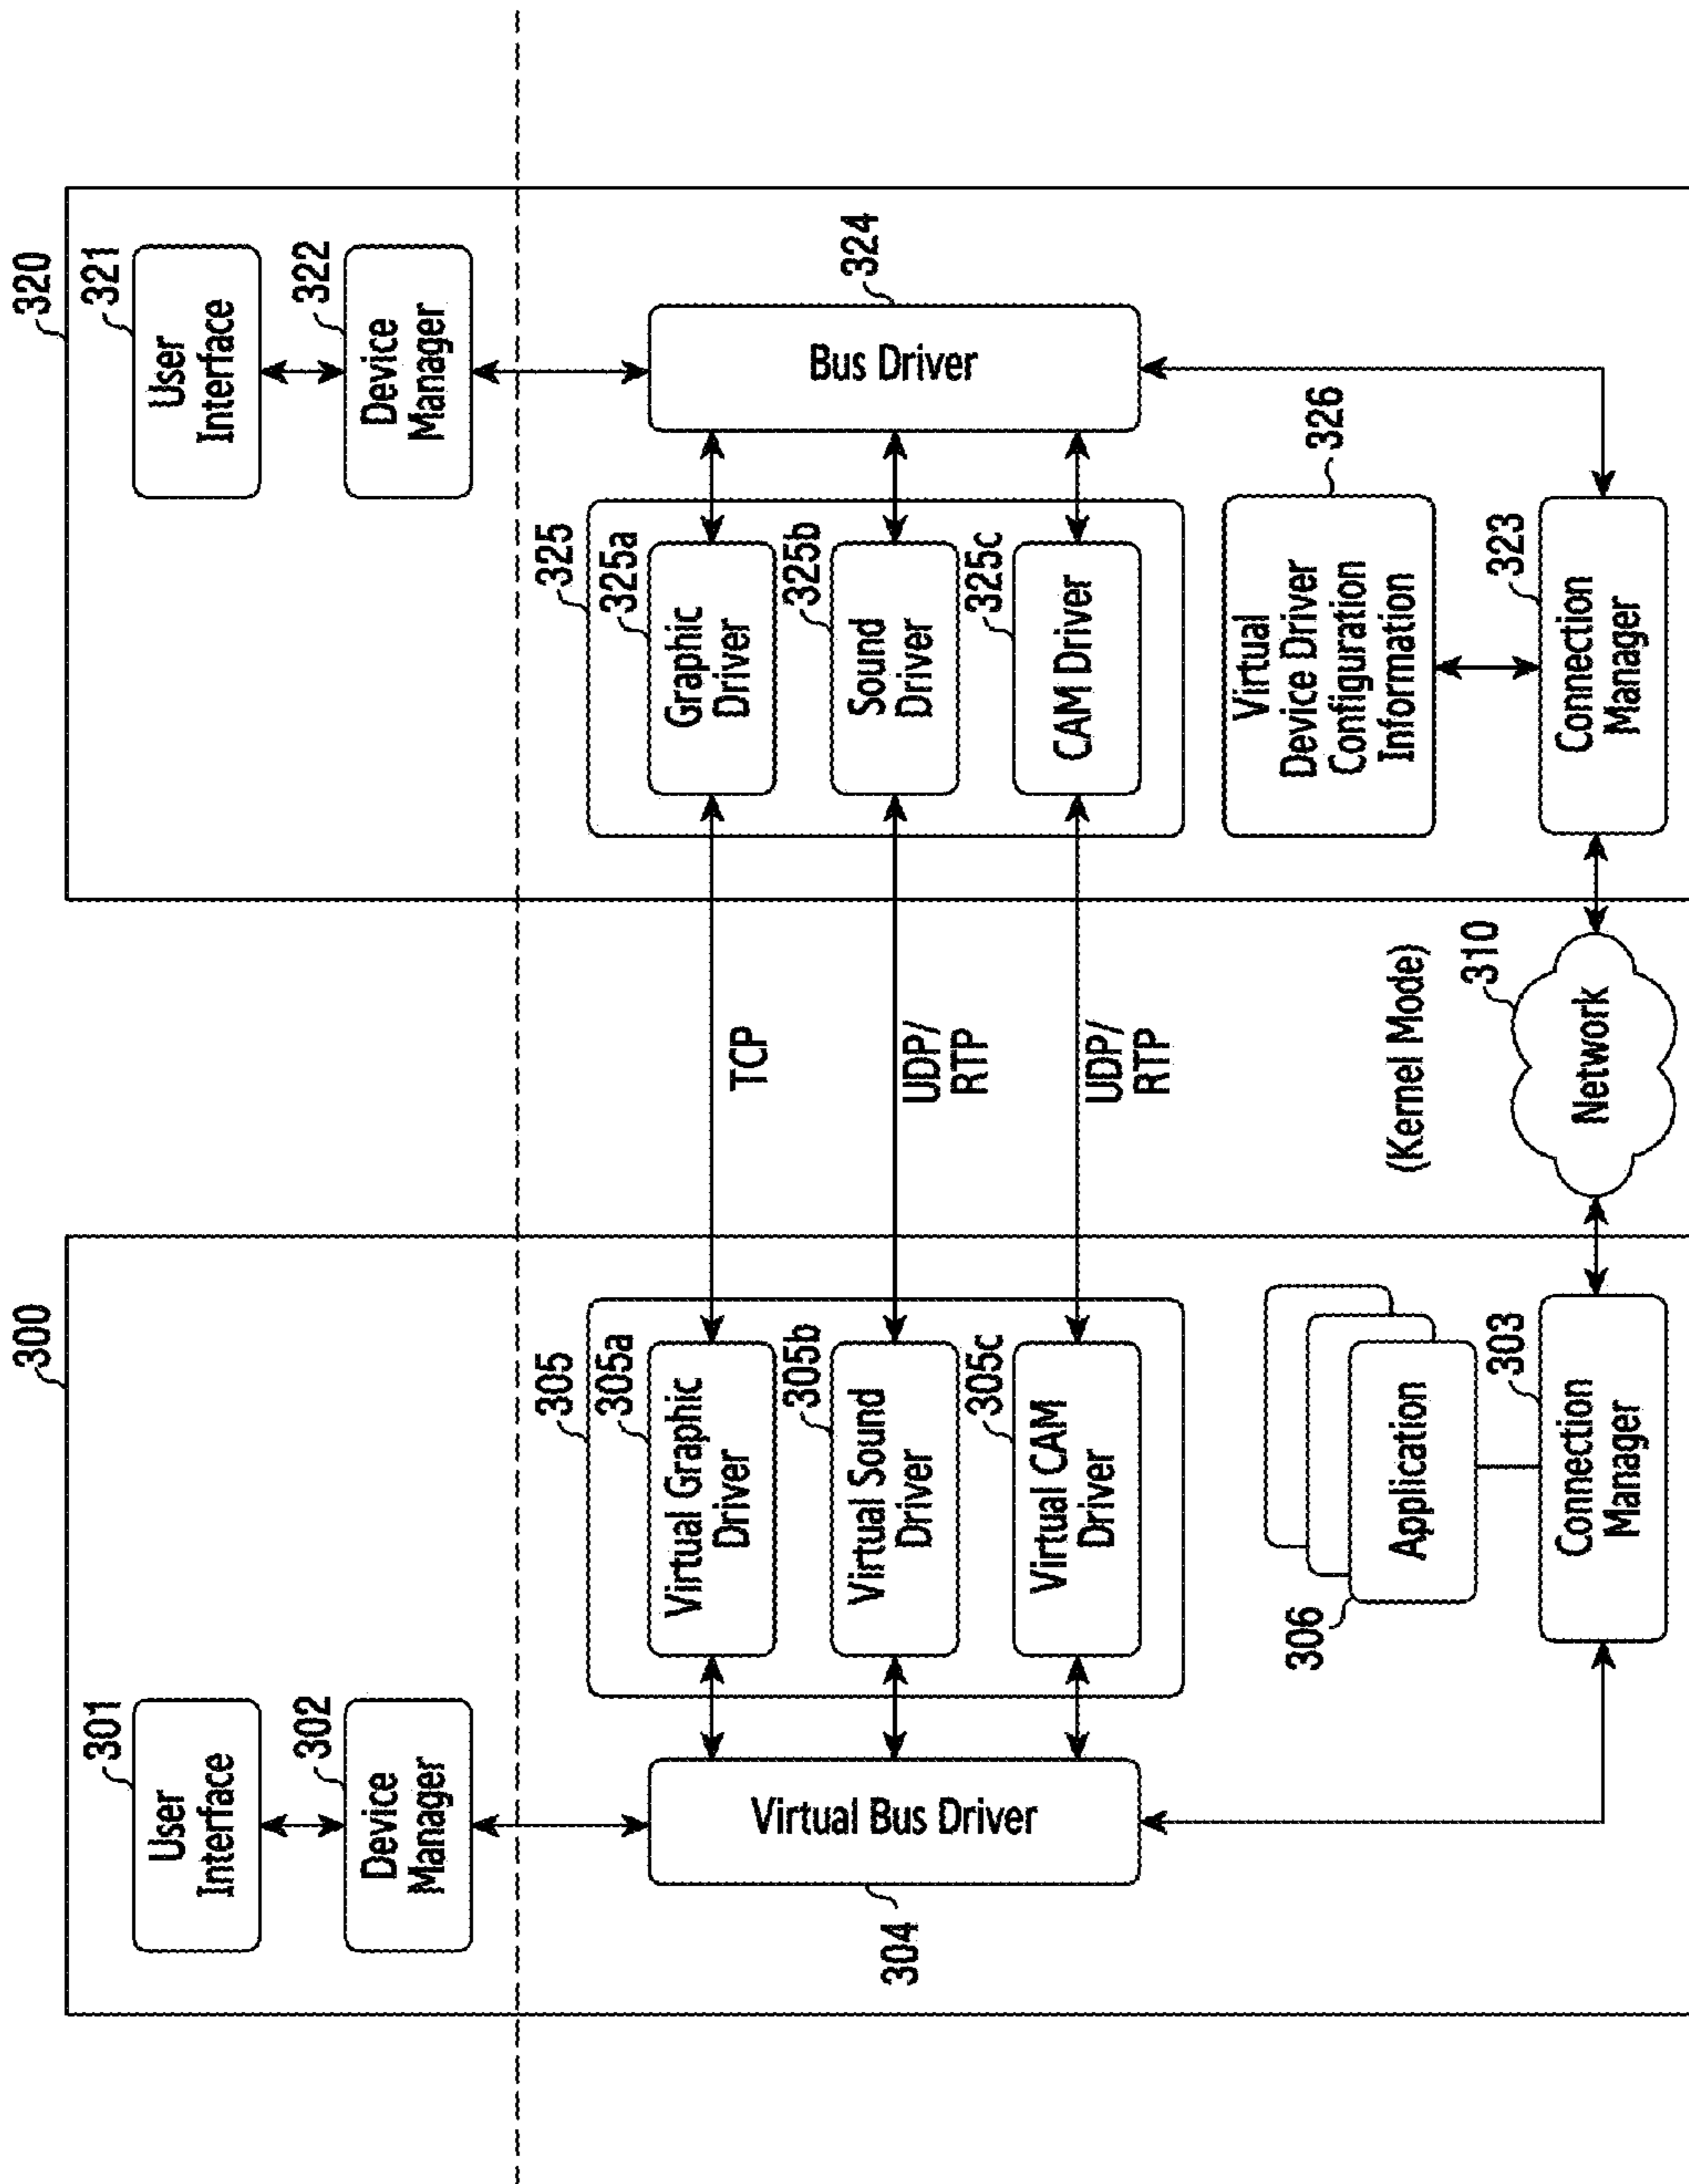 300
320
301
User
Interface
321
User
Interface
302
Device
Manager
322
Device
Manager
305
325
305a
Virtual Graphic
Driver
TCP
325a
Graphic
Driver
304
Virtual Bus Driver
305b
Virtual Sound
Driver
UDP/
RTP
325b
Sound
Driver
Bus Driver
324
305c
Virtual CAM
Driver
UDP/
RTP
325c
CAM Driver
306
Application
(Kernel Mode)
Virtual
Device Driver
Configuration
Information
326
303
Connection
Manager
310
Network
323
Connection
Manager